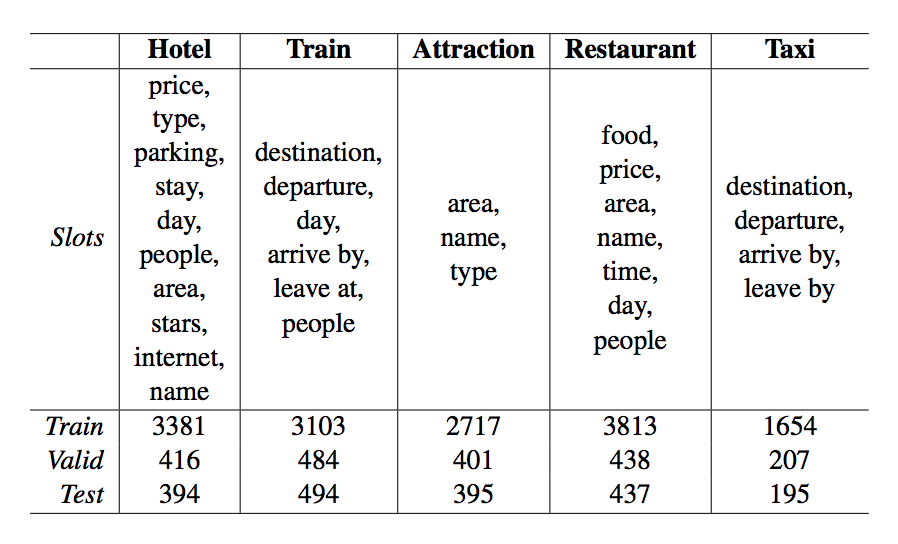 Hotel Train Attraction Restaurant Taxi
Slots
price,
type,
parking,
stay,
day,
people,
area,
stars,
internet,
name
destination,
departure,
day,
arrive by,
leave at,
people
area,
name,
type
food,
price,
area,
name,
time,
day,
people
destination,
departure,
arrive by,
leave by
Train 3381 3103 2717 3813 1654
Valid 416 484 401 438 207
Test 394 494 395 437 195